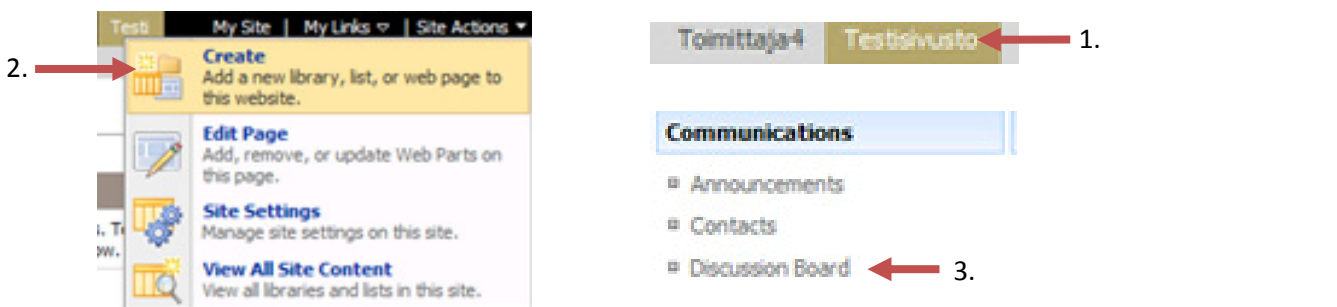 Testi My Site | My Links | Site Actions
2.
Create
Add a new library, list, or web page to
this website.
Edit Page
Add, remove, or update Web Parts on
this page.
Site Settings
Manage site settings on this site.
View All Site Content
View all libraries and lists in this site.
Toimittaja4 Testisivusto 1.
Communications
Announcements
Contacts
Discussion Board 3.